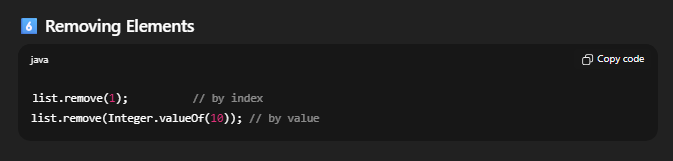 6 Removing Elements
java
Copy code
list.remove(1);          // by index
list.remove(Integer.valueOf(10)); // by value